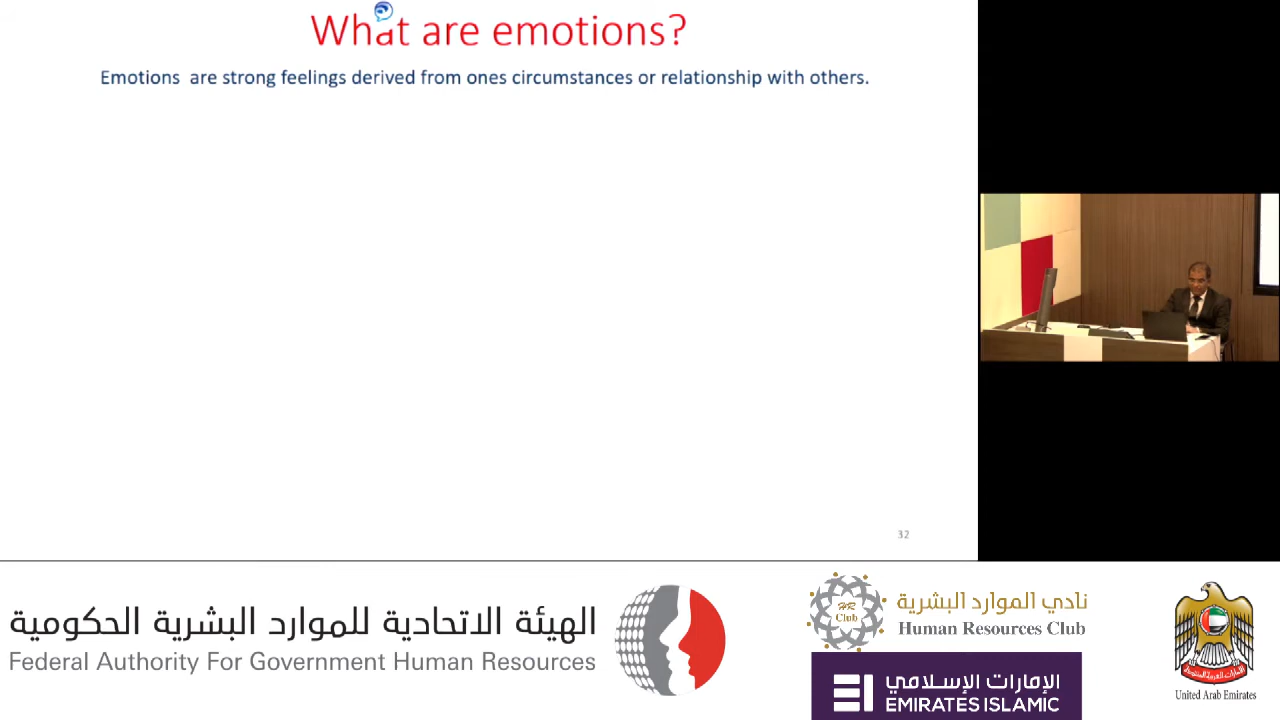 What are emotions?
Emotions are strong feelings derived from ones circumstances or relationship with others.
32
الهيئة الاتحادية للموارد البشرية الحكومية
Federal Authority For Government Human Resources
HR
Club
نادي الموارد البشرية
Human Resources Club
الإمارات الإسلامي
EMIRATES ISLAMIC
United Arab Emirates